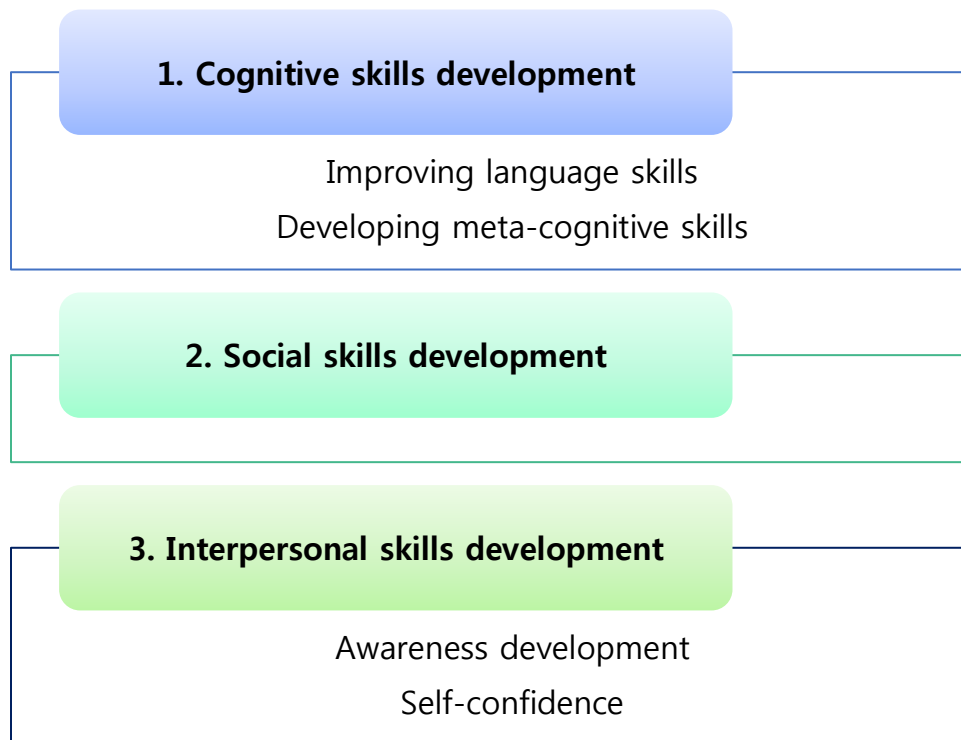 1. Cognitive skills development
Improving language skills
Developing meta-cognitive skills
2. Social skills development
3. Interpersonal skills development
Awareness development
Self-confidence